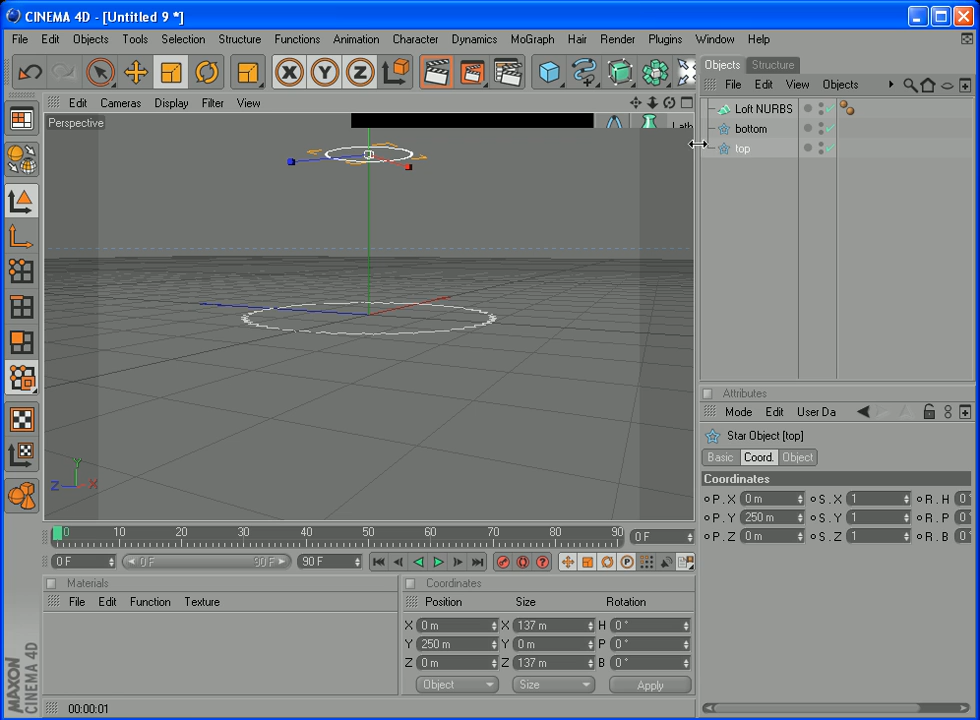 CINEMA 4D - [Untitled 9 *]
File Edit Objects Tools Selection Structure Functions Animation Character Dynamics MoGraph Hair Render Plugins Window Help
X Y Z
Objects Structure
File Edit View Objects
Edit Cameras Display Filter View
Perspective
Lath
Loft NURBS
bottom
top
Y
Z X
Attributes
Mode Edit User Da
Star Object [top]
Basic Coord. Object
Coordinates
P.X 0 m S.X 1 R.H 0°
P.Y 250 m S.Y 1 R.P 0°
P.Z 0 m S.Z 1 R.B 0°
0 10 20 30 40 50 60 70 80 90 0 F
0 F 0 F 90 F 90 F
Materials
File Edit Function Texture
Coordinates
Position Size Rotation
X 0 m X 137 m H 0°
Y 250 m Y 0 m P 0°
Z 0 m Z 137 m B 0°
Object Size Apply
MAXON
CINEMA 4D
00:00:01